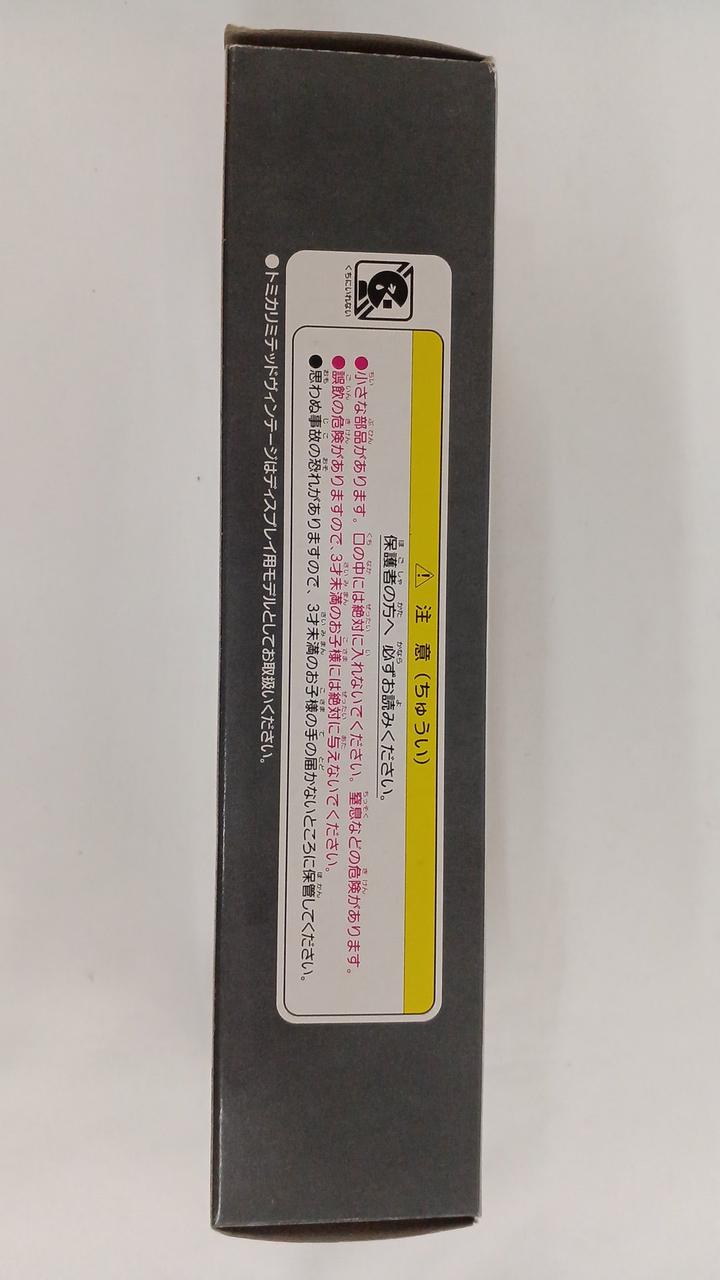 くちにいれない
⚠ 注 意（ちゅうい）
保護者の方へ 必ずお読みください。
●小さな部品があります。口の中には絶対に入れないでください。窒息などの危険があります。
●誤飲の危険がありますので、3才未満のお子様には絶対に与えないでください。
●思わぬ事故の恐れがありますので、3才未満のお子様の手の届かないところに保管してください。
●トミカリミテッドヴィンテージはディスプレイ用モデルとしてお取扱いください。